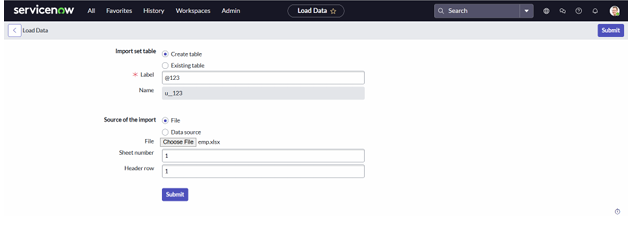 servicenow All Favorites History Workspaces Admin Load Data Search
Load Data Submit
Import set table Create table
Existing table
* Label @123
Name u__123
Source of the import File
Data source
File Choose File emp.xlsx
Sheet number 1
Header row 1
Submit